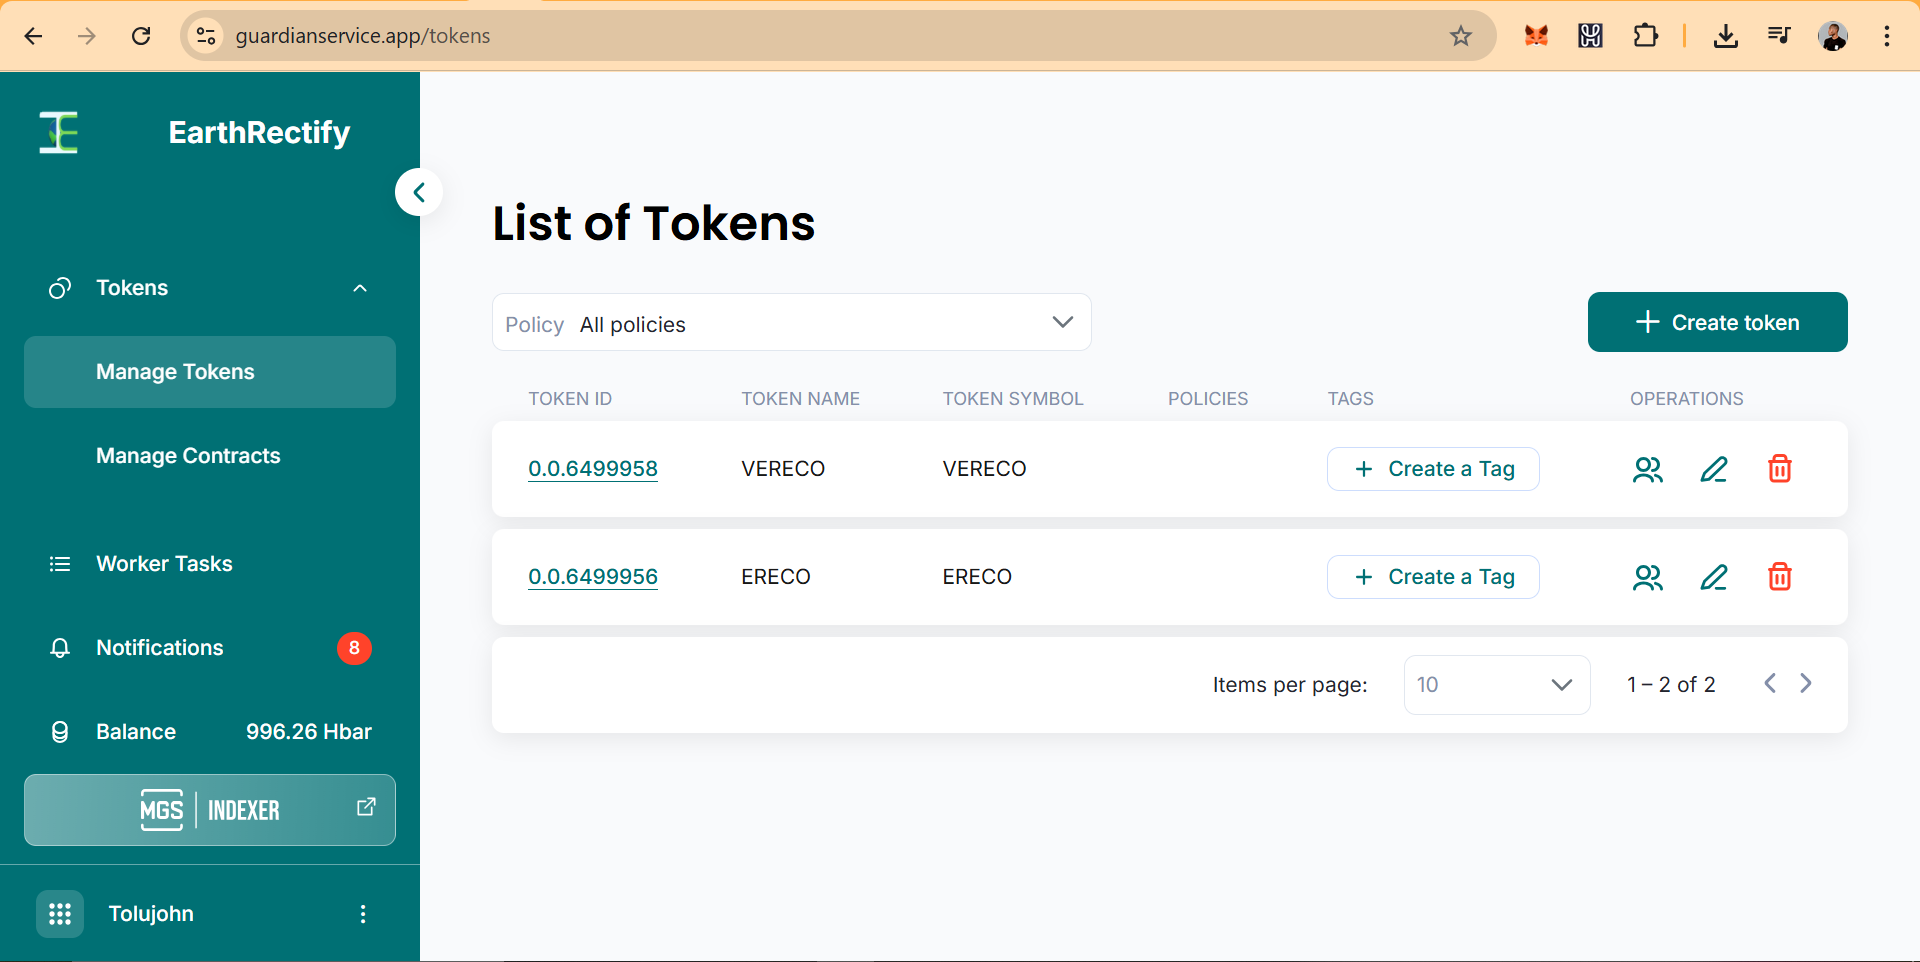 guardianservice.app/tokens
EarthRectify
Tokens
Manage Tokens
Manage Contracts
Worker Tasks
Notifications 8
Balance 996.26 Hbar
MGS INDEXER
Tolujohn
List of Tokens
Policy All policies
Create token
TOKEN ID TOKEN NAME TOKEN SYMBOL POLICIES TAGS OPERATIONS
0.0.6499958 VERECO VERECO Create a Tag
0.0.6499956 ERECO ERECO Create a Tag
Items per page: 10 1 – 2 of 2